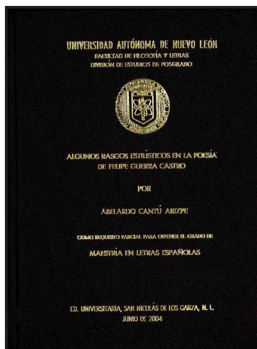 UNIVERSIDAD AUTÓNOMA DE NUEVO LEÓN
FACULTAD DE FILOSOFÍA Y LETRAS
DIVISIÓN DE ESTUDIOS DE POSGRADO
ALGUNOS RASGOS ESTILÍSTICOS EN LA POESÍA
DE FELIPE GUERRA CASTRO
POR
ABELARDO CANTÚ ARIZPE
COMO REQUISITO PARCIAL PARA OBTENER EL GRADO DE
MAESTRÍA EN LETRAS ESPAÑOLAS
CD. UNIVERSITARIA, SAN NICOLÁS DE LOS GARZA, N. L.
JUNIO DE 2004